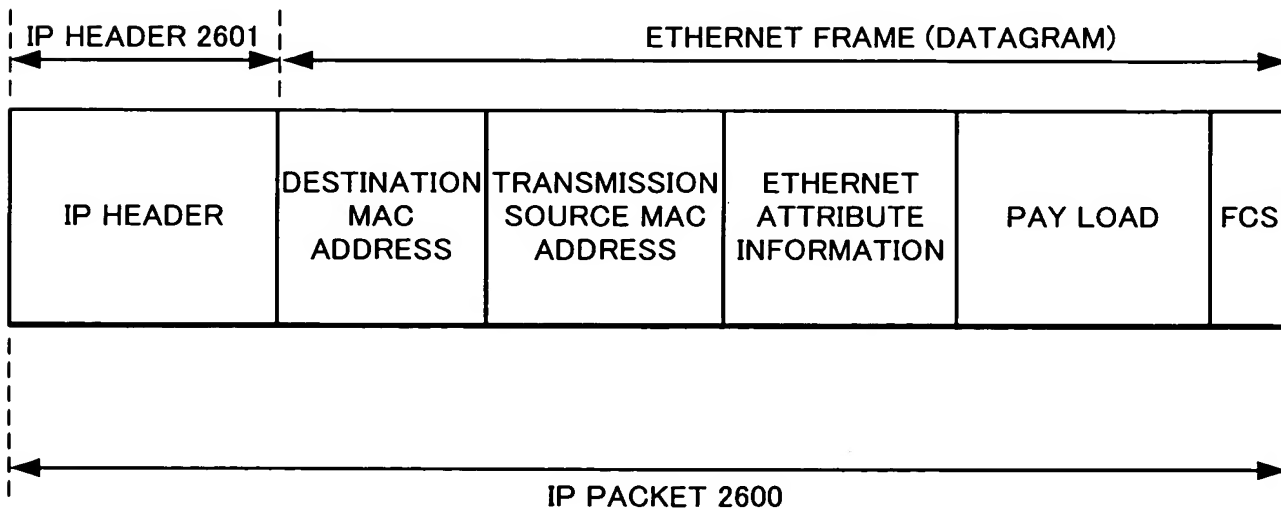 IP HEADER 2601
ETHERNET FRAME (DATAGRAM)
IP HEADER
DESTINATION
MAC
ADDRESS
TRANSMISSION
SOURCE MAC
ADDRESS
ETHERNET
ATTRIBUTE
INFORMATION
PAY LOAD
FCS
IP PACKET 2600